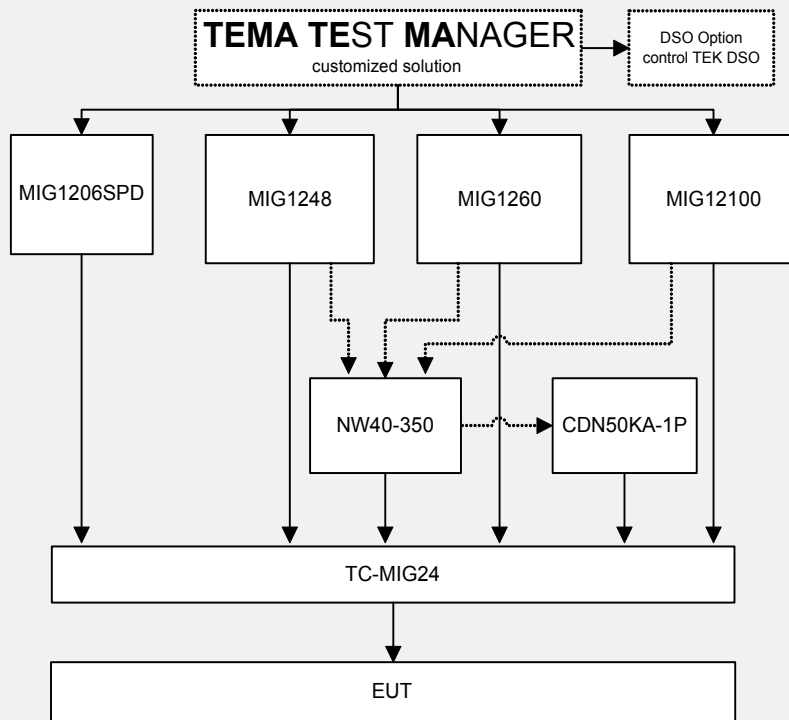 TEMA TEST MANAGER
customized solution
DSO Option
control TEK DSO
MIG1206SPD
MIG1248
MIG1260
MIG12100
NW40-350
CDN50KA-1P
TC-MIG24
EUT